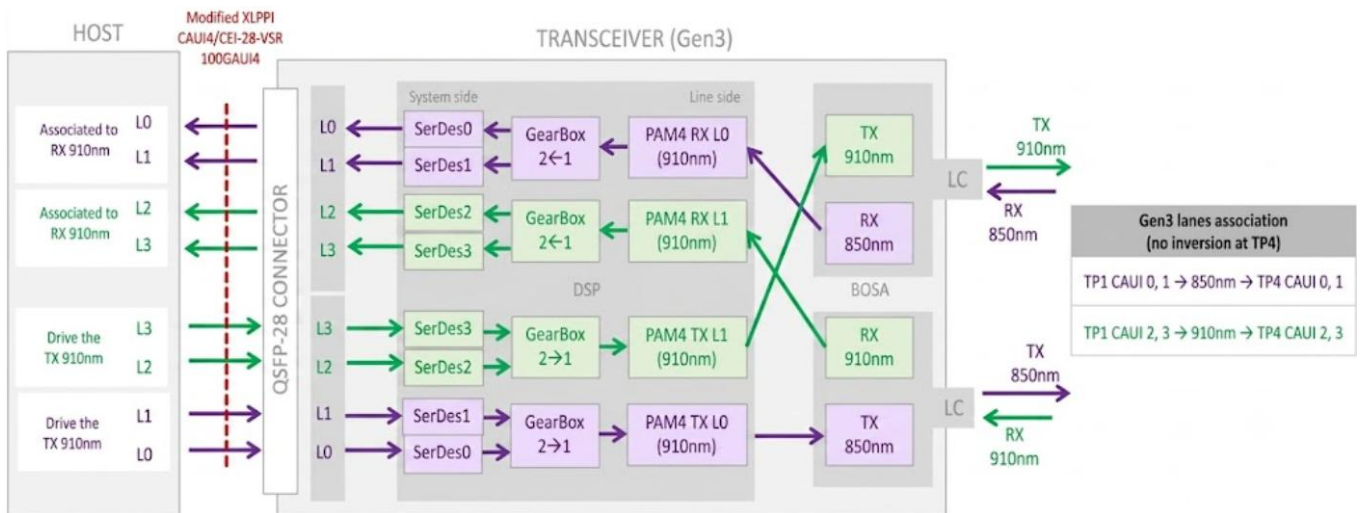 Modified XLPPI
CAUI4/CEI-28-VSR
100GAUI4
HOST
TRANSCEIVER (Gen3)
System side
Line side
Associated to
RX 910nm
L0
L1
Associated to
RX 910nm
L2
L3
Drive the
TX 910nm
L3
L2
Drive the
TX 910nm
L1
L0
QSFP-28 CONNECTOR
L0
L1
L2
L3
L3
L2
L1
L0
SerDes0
SerDes1
SerDes2
SerDes3
SerDes3
SerDes2
SerDes1
SerDes0
GearBox
2←1
GearBox
2←1
GearBox
2→1
GearBox
2→1
PAM4 RX L0
(910nm)
PAM4 RX L1
(910nm)
DSP
PAM4 TX L1
(910nm)
PAM4 TX L0
(910nm)
TX
910nm
RX
850nm
BOSA
RX
910nm
TX
850nm
LC
LC
TX
910nm
RX
850nm
TX
850nm
RX
910nm
Gen3 lanes association
(no inversion at TP4)
TP1 CAUI 0, 1 → 850nm → TP4 CAUI 0, 1
TP1 CAUI 2, 3 → 910nm → TP4 CAUI 2, 3